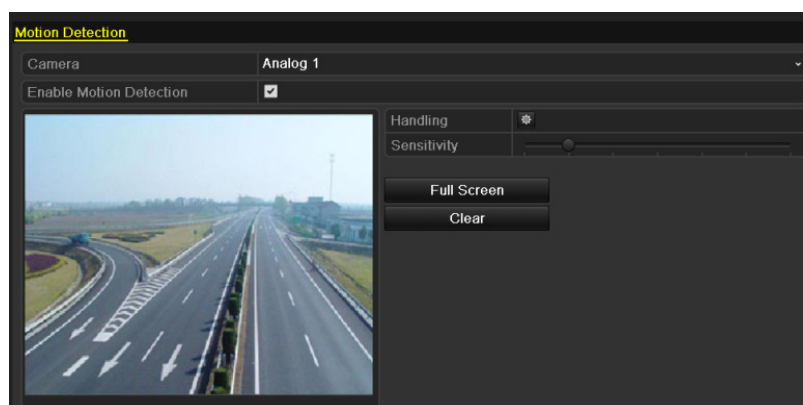 Motion Detection
Camera Analog 1
Enable Motion Detection
Handling
Sensitivity
Full Screen
Clear